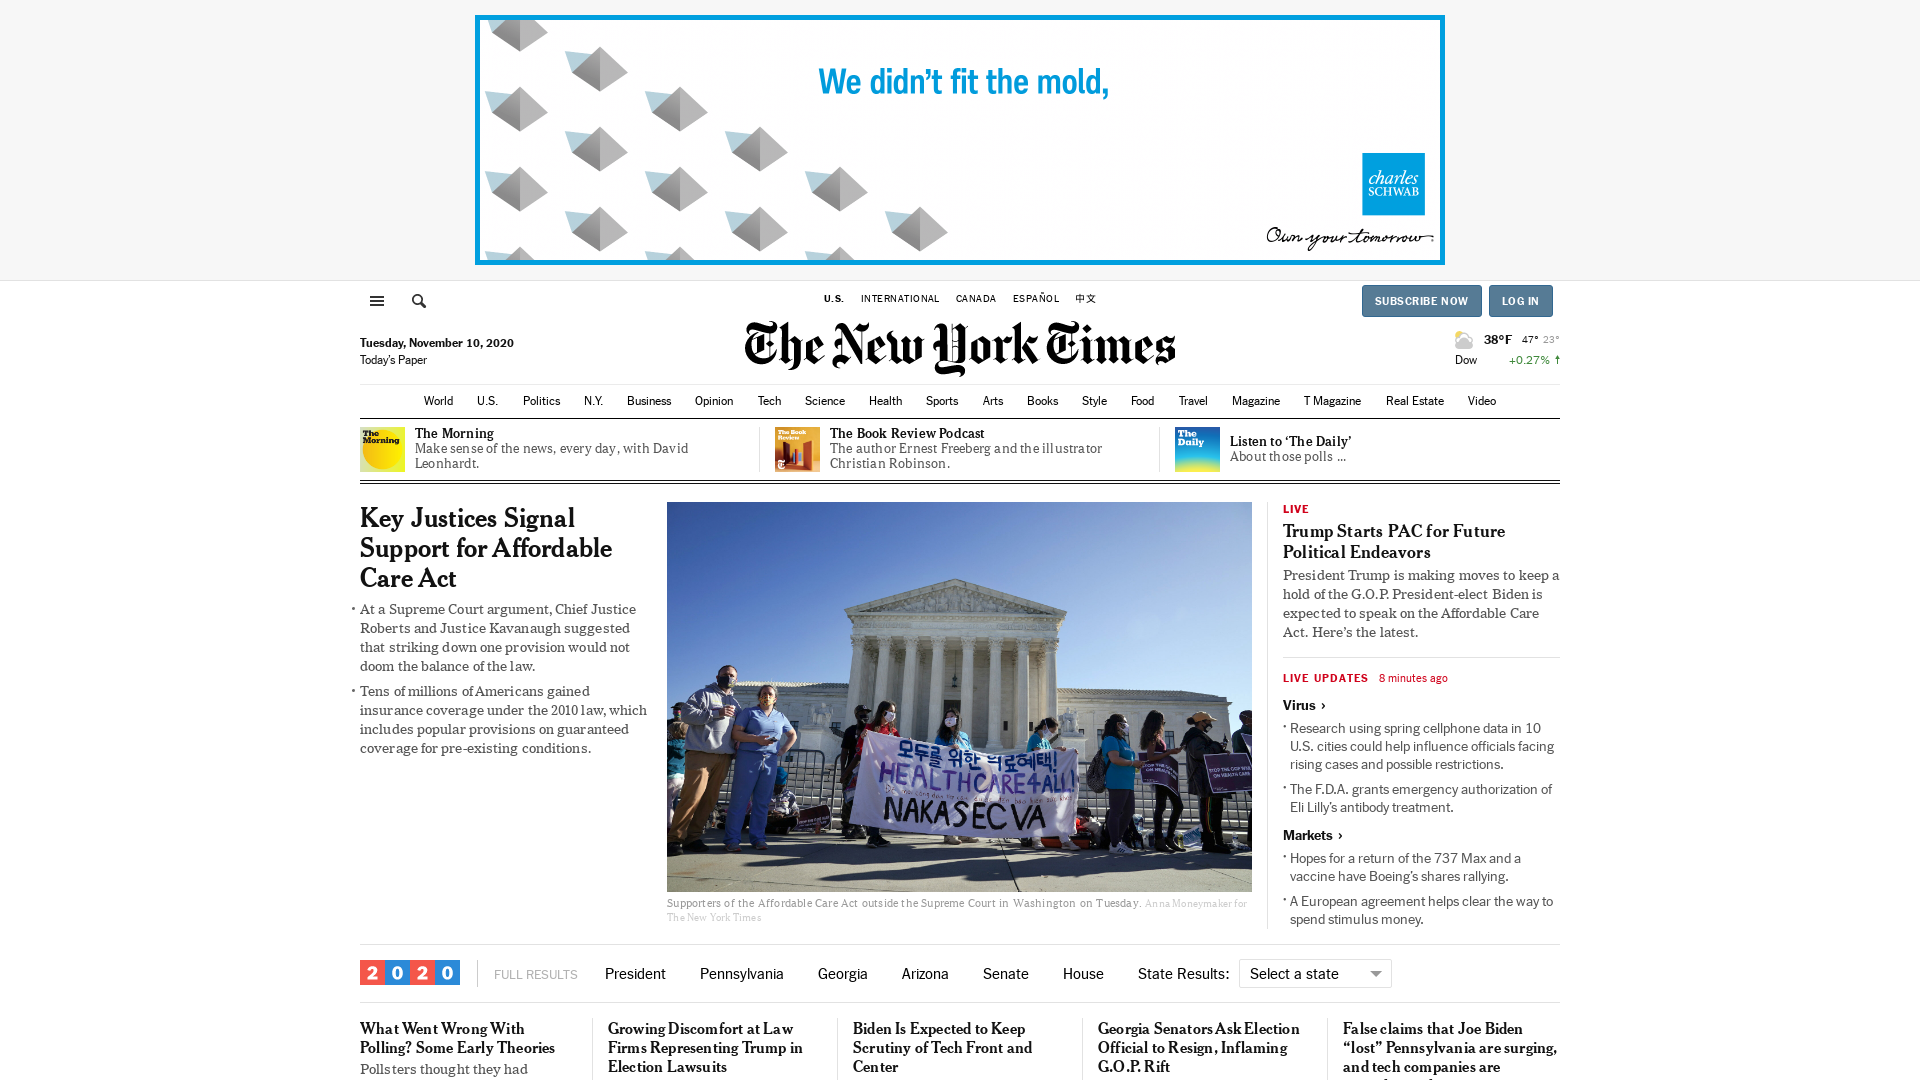 We didn't fit the mold,
charles
SCHWAB
Own your tomorrow
U.S. INTERNATIONAL CANADA ESPAÑOL 中文
SUBSCRIBE NOW LOG IN
The New York Times
Tuesday, November 10, 2020
Today's Paper
38°F 47° 23°
Dow +0.27% ↑
World U.S. Politics N.Y. Business Opinion Tech Science Health Sports Arts Books Style Food Travel Magazine T Magazine Real Estate Video
The Morning
The Morning
Make sense of the news, every day, with David
Leonhardt.
The Book Review
The Book Review Podcast
The author Ernest Freeberg and the illustrator
Christian Robinson.
The Daily
Listen to ‘The Daily’
About those polls ...
Key Justices Signal
Support for Affordable
Care Act
• At a Supreme Court argument, Chief Justice
Roberts and Justice Kavanaugh suggested
that striking down one provision would not
doom the balance of the law.
• Tens of millions of Americans gained
insurance coverage under the 2010 law, which
includes popular provisions on guaranteed
coverage for pre-existing conditions.
모두를 위한 의료혜택!
HEALTHCARE4ALL!
NAKASEC VA
Supporters of the Affordable Care Act outside the Supreme Court in Washington on Tuesday. Anna Moneymaker for
The New York Times
LIVE
Trump Starts PAC for Future
Political Endeavors
President Trump is making moves to keep a
hold of the G.O.P. President-elect Biden is
expected to speak on the Affordable Care
Act. Here's the latest.
LIVE UPDATES 8 minutes ago
Virus ›
• Research using spring cellphone data in 10
U.S. cities could help influence officials facing
rising cases and possible restrictions.
• The F.D.A. grants emergency authorization of
Eli Lilly's antibody treatment.
Markets ›
• Hopes for a return of the 737 Max and a
vaccine have Boeing's shares rallying.
• A European agreement helps clear the way to
spend stimulus money.
2020 FULL RESULTS President Pennsylvania Georgia Arizona Senate House State Results: Select a state
What Went Wrong With
Polling? Some Early Theories
Pollsters thought they had
Growing Discomfort at Law
Firms Representing Trump in
Election Lawsuits
Biden Is Expected to Keep
Scrutiny of Tech Front and
Center
Georgia Senators Ask Election
Official to Resign, Inflaming
G.O.P. Rift
False claims that Joe Biden
“lost” Pennsylvania are surging,
and tech companies are